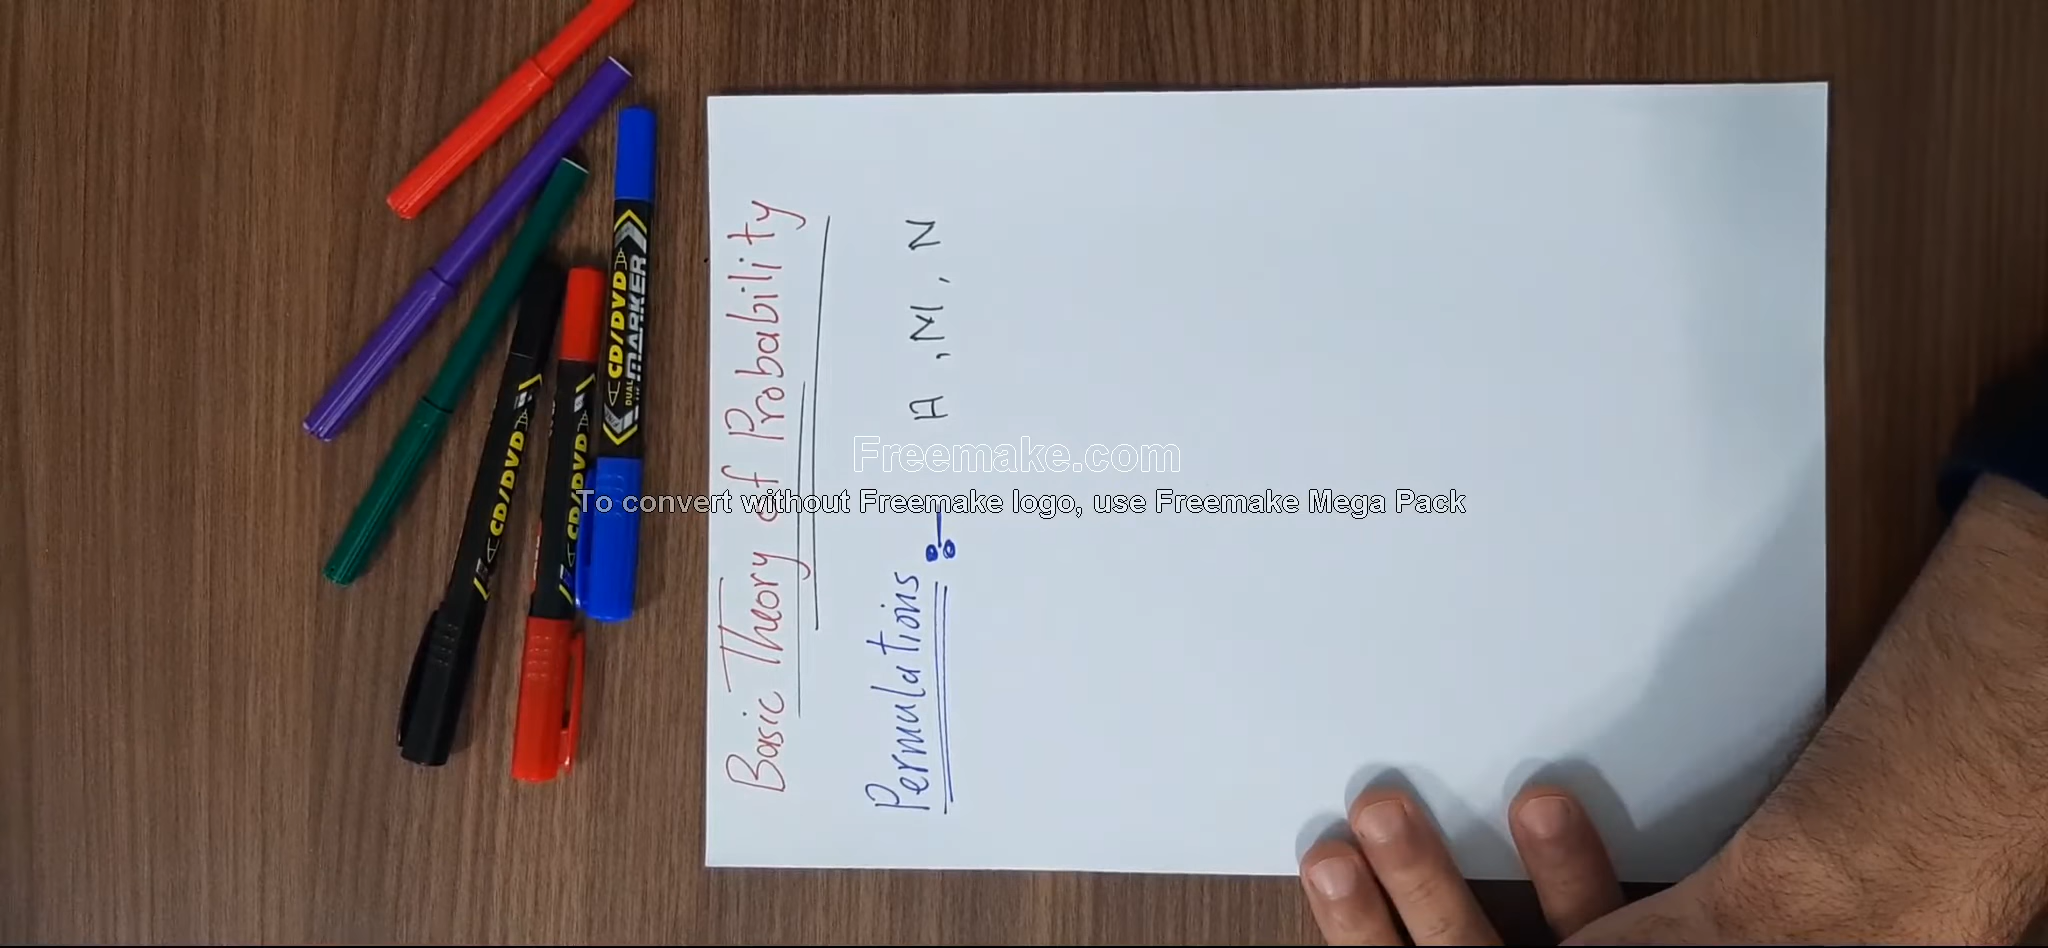 Basic Theory of Probability
Permulations :- A , M , N
CD/DVD
CD/DVD
CD/DVD
DUAL MARKER
Freemake.com
To convert without Freemake logo, use Freemake Mega Pack